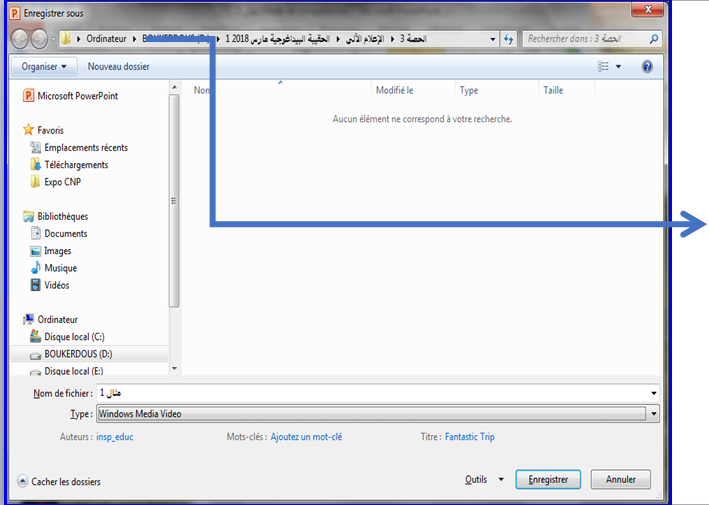 Enregistrer sous
Ordinateur BOUKERDOUS (D:) الحقيبة البيداغوجية مارس 2018 1 الإعلام الألي الحصة 3 Rechercher dans : الحصة 3
Organiser Nouveau dossier
Nom Modifié le Type Taille
Aucun élément ne correspond à votre recherche.
Microsoft PowerPoint
Favoris
Emplacements récents
Téléchargements
Expo CNP
Bibliothèques
Documents
Images
Musique
Vidéos
Ordinateur
Disque local (C:)
BOUKERDOUS (D:)
Disque local (E:)
Nom de fichier : مثال 1
Type : Windows Media Video
Auteurs : insp_educ Mots-clés : Ajoutez un mot-clé Titre : Fantastic Trip
Cacher les dossiers Outils Enregistrer Annuler